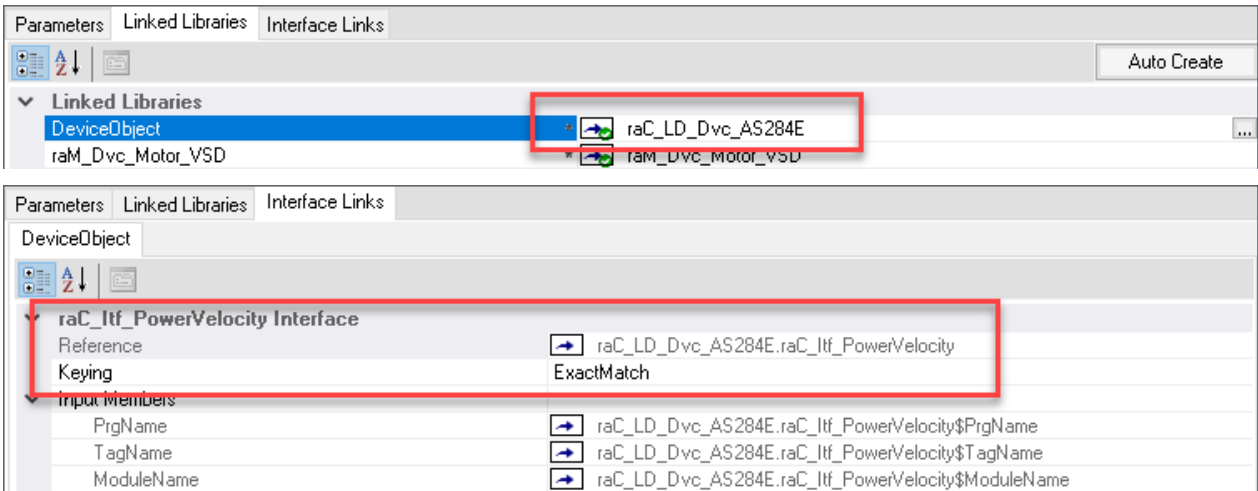 Parameters Linked Libraries Interface Links
Auto Create
Linked Libraries
DeviceObject * raC_LD_Dvc_AS284E ...
raM_Dvc_Motor_VSD * raM_Dvc_Motor_VSD
Parameters Linked Libraries Interface Links
DeviceObject
raC_Itf_PowerVelocity Interface
Reference raC_LD_Dvc_AS284E.raC_Itf_PowerVelocity
Keying ExactMatch
Input Members
PrgName raC_LD_Dvc_AS284E.raC_Itf_PowerVelocity$PrgName
TagName raC_LD_Dvc_AS284E.raC_Itf_PowerVelocity$TagName
ModuleName raC_LD_Dvc_AS284E.raC_Itf_PowerVelocity$ModuleName